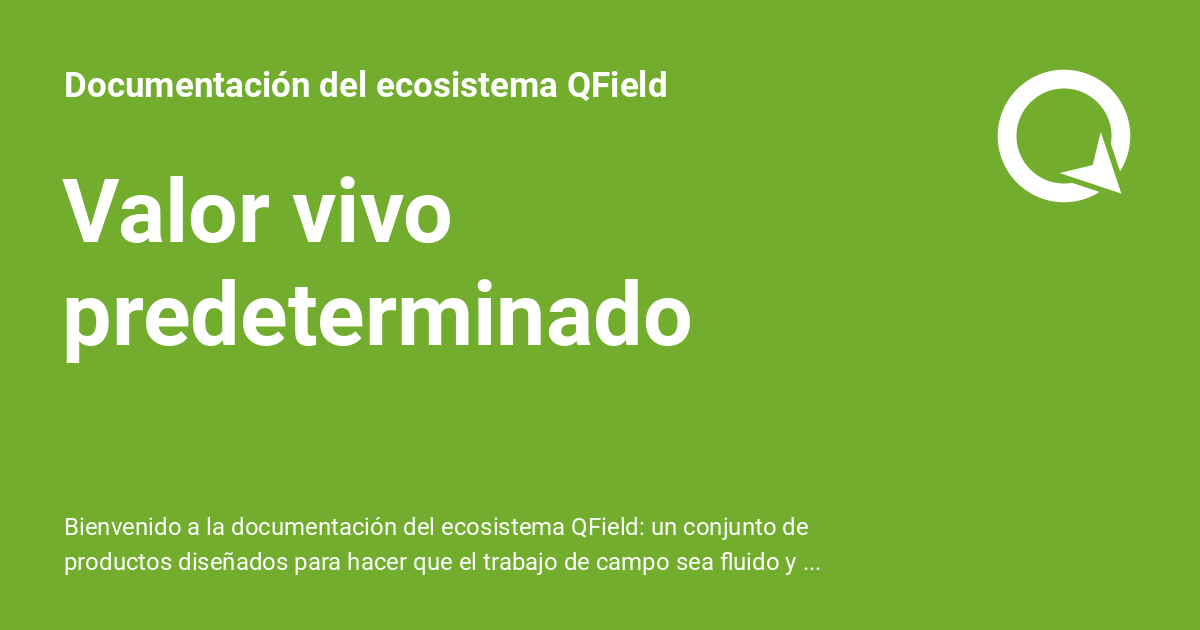 Documentación del ecosistema QField
Valor vivo
predeterminado
Bienvenido a la documentación del ecosistema QField: un conjunto de
productos diseñados para hacer que el trabajo de campo sea fluido y ...